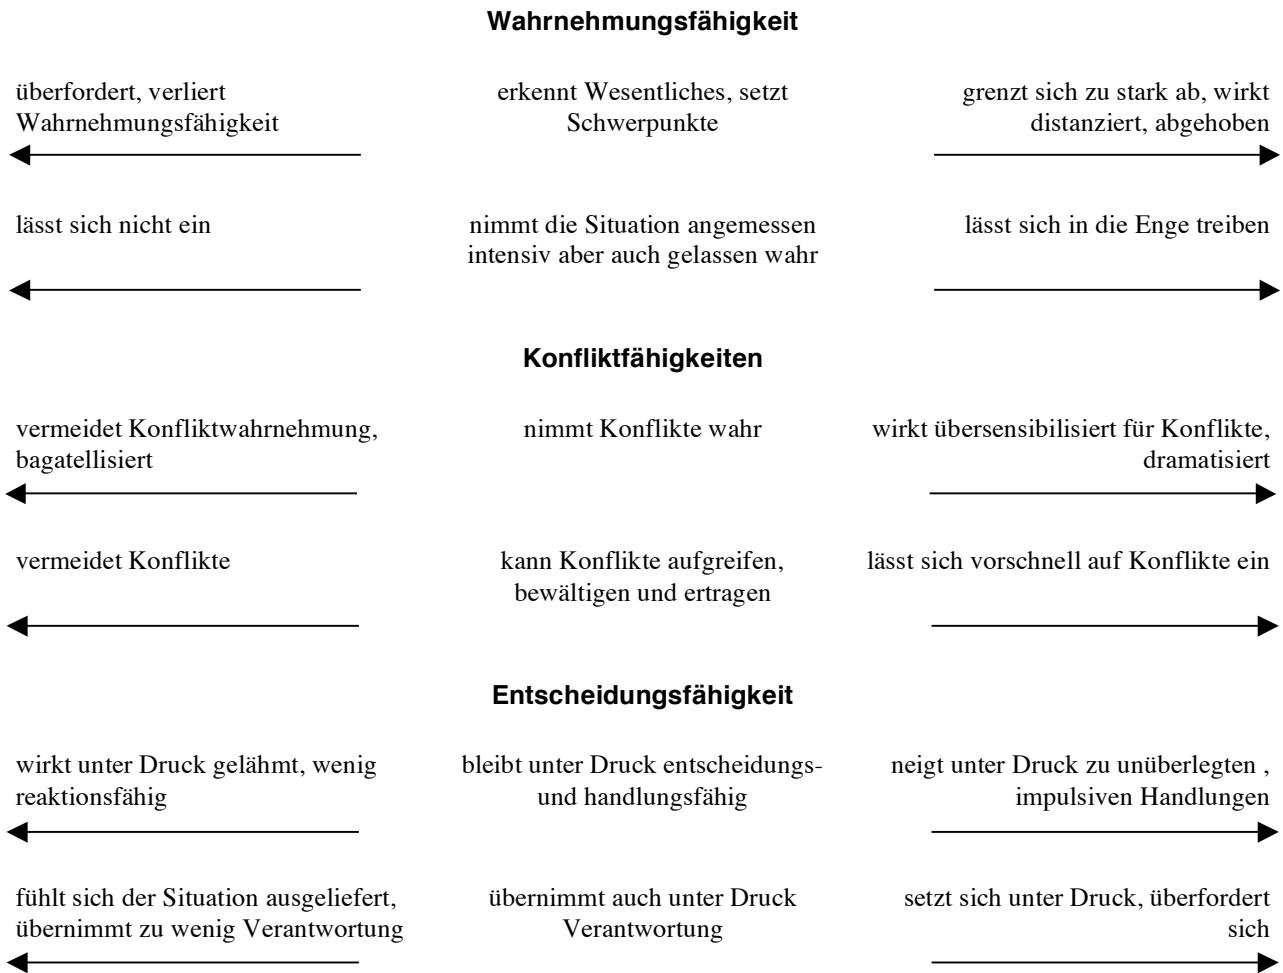 Wahrnehmungsfähigkeit
überfordert, verliert
Wahrnehmungsfähigkeit
erkennt Wesentliches, setzt
Schwerpunkte
grenzt sich zu stark ab, wirkt
distanziert, abgehoben
lässt sich nicht ein
nimmt die Situation angemessen
intensiv aber auch gelassen wahr
lässt sich in die Enge treiben
Konfliktfähigkeiten
vermeidet Konfliktwahrnehmung,
bagatellisiert
nimmt Konflikte wahr
wirkt übersensibilisiert für Konflikte,
dramatisiert
vermeidet Konflikte
kann Konflikte aufgreifen,
bewältigen und ertragen
lässt sich vorschnell auf Konflikte ein
Entscheidungsfähigkeit
wirkt unter Druck gelähmt, wenig
reaktionsfähig
bleibt unter Druck entscheidungs-
und handlungsfähig
neigt unter Druck zu unüberlegten ,
impulsiven Handlungen
fühlt sich der Situation ausgeliefert,
übernimmt zu wenig Verantwortung
übernimmt auch unter Druck
Verantwortung
setzt sich unter Druck, überfordert
sich